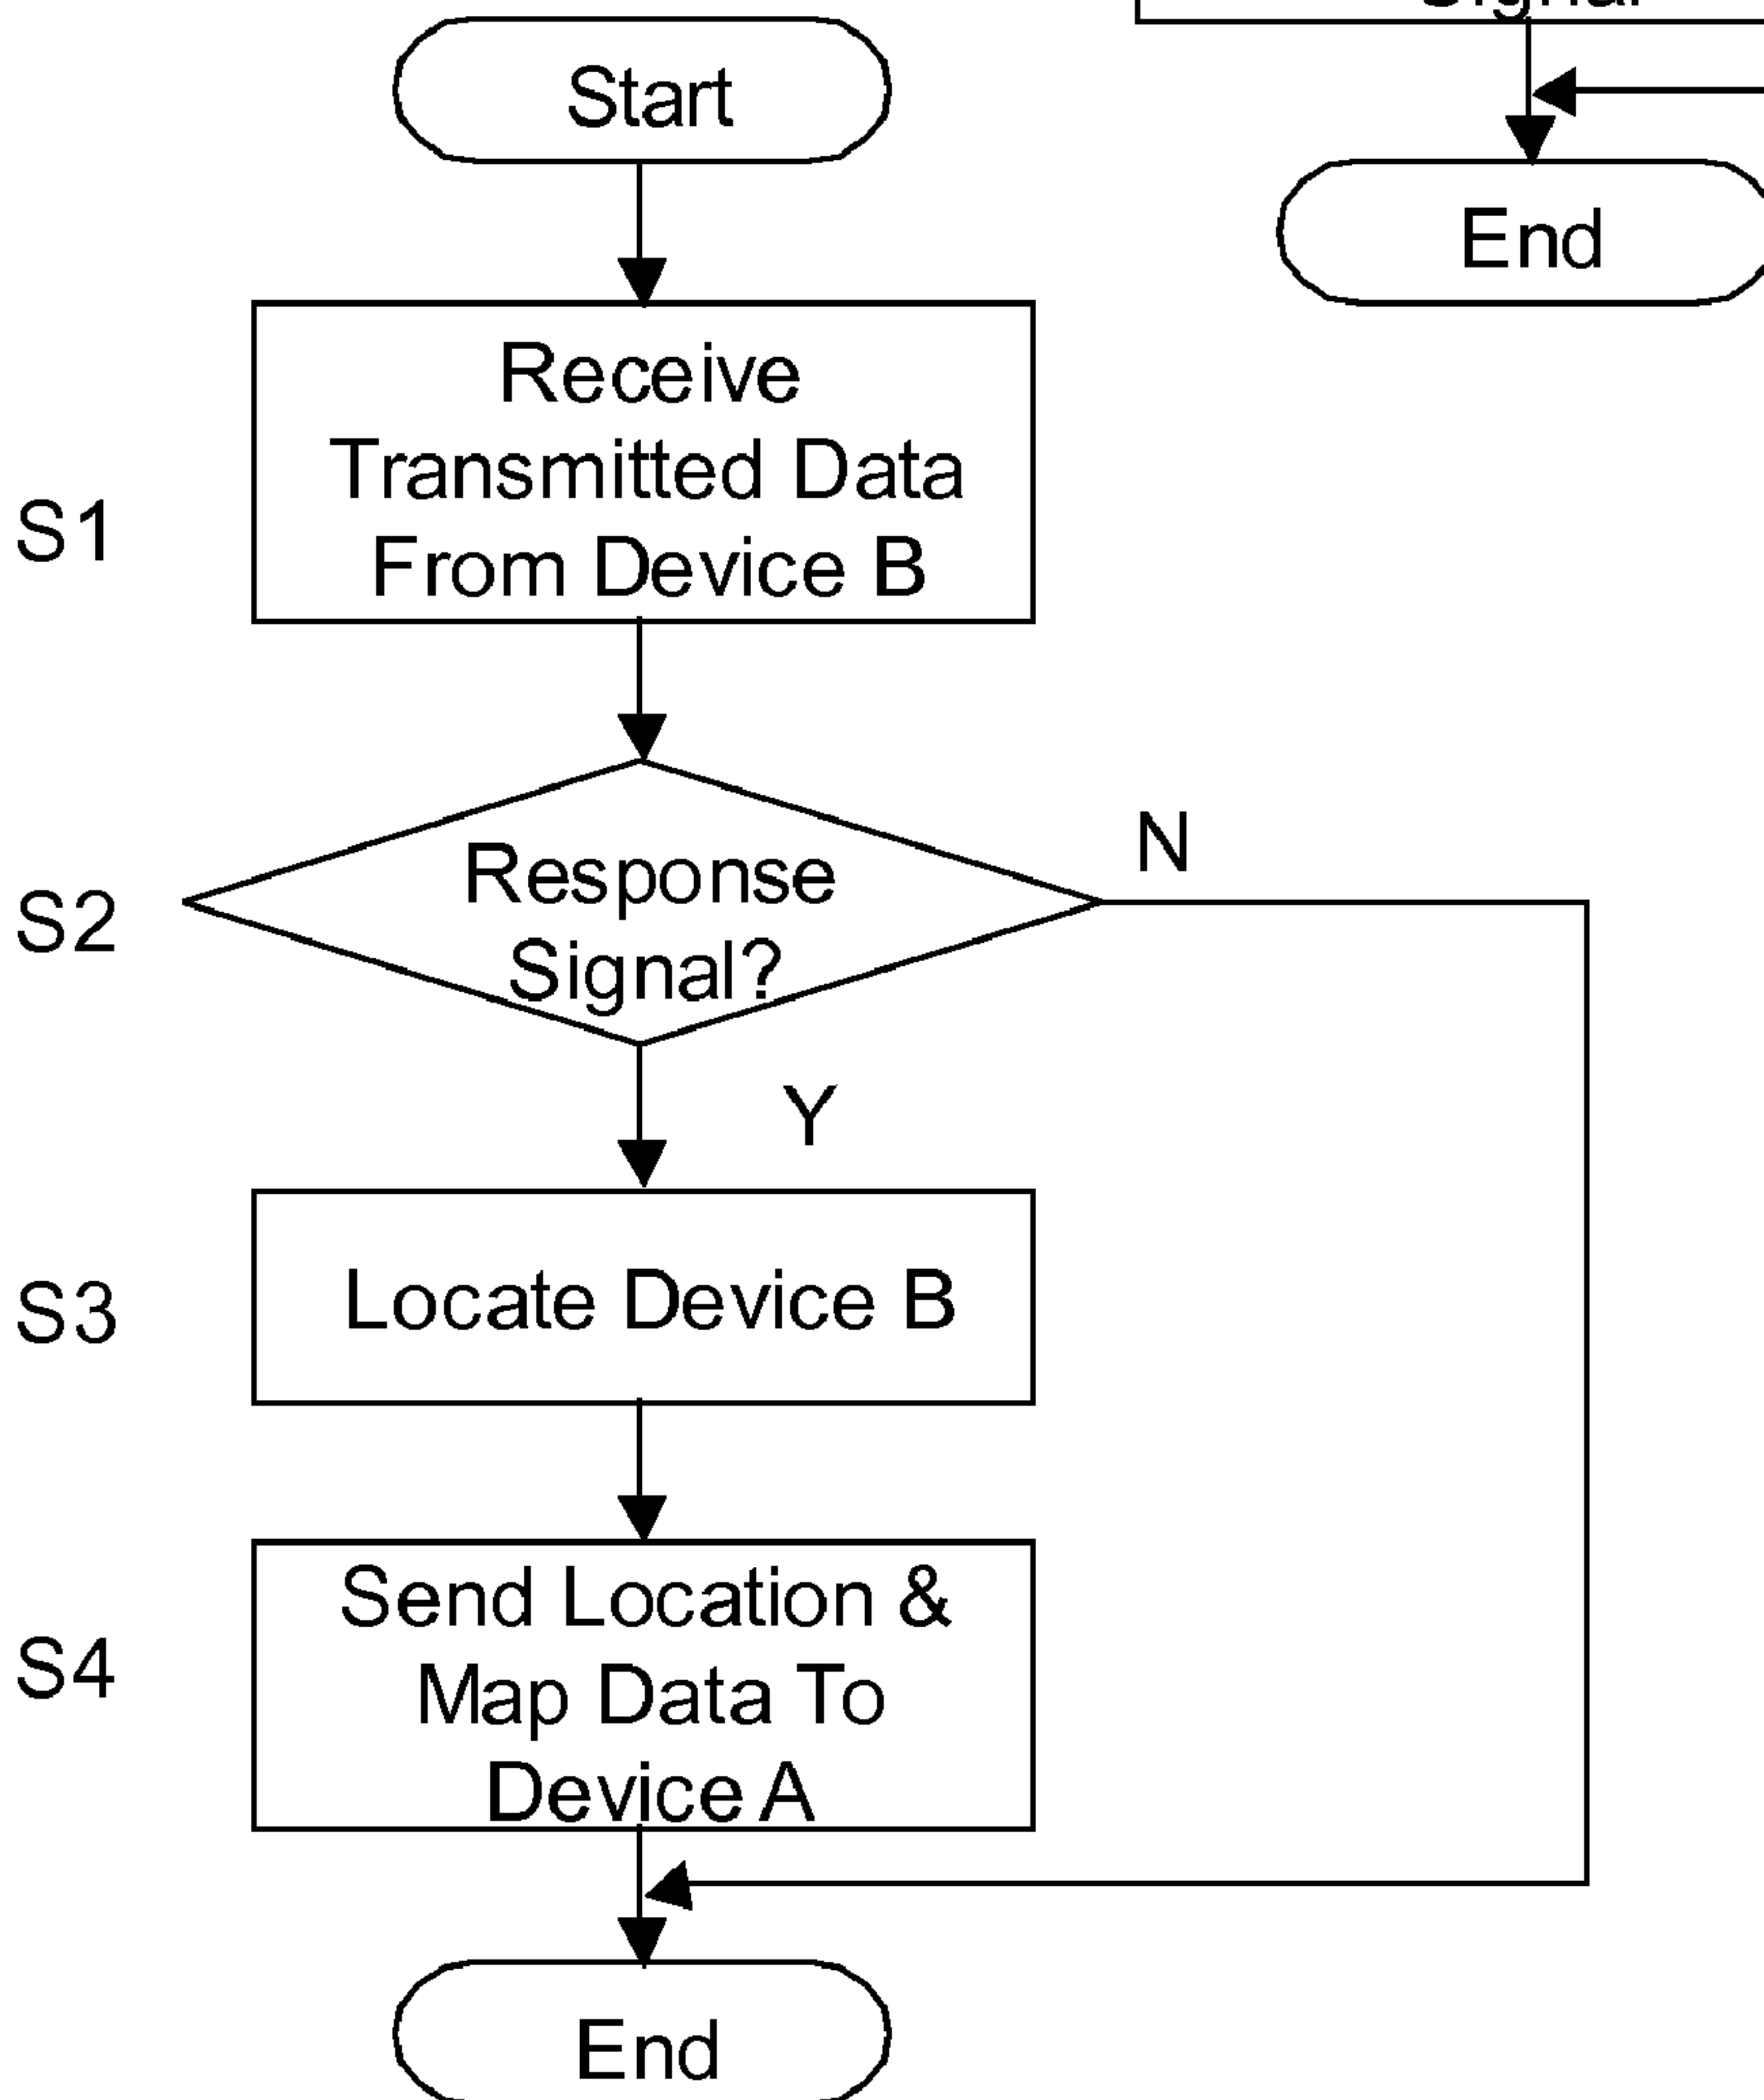 Start
End
Receive
Transmitted Data
From Device B
S1
Response
Signal?
N
S2
Y
Locate Device B
S3
Send Location &
Map Data To
Device A
S4
End